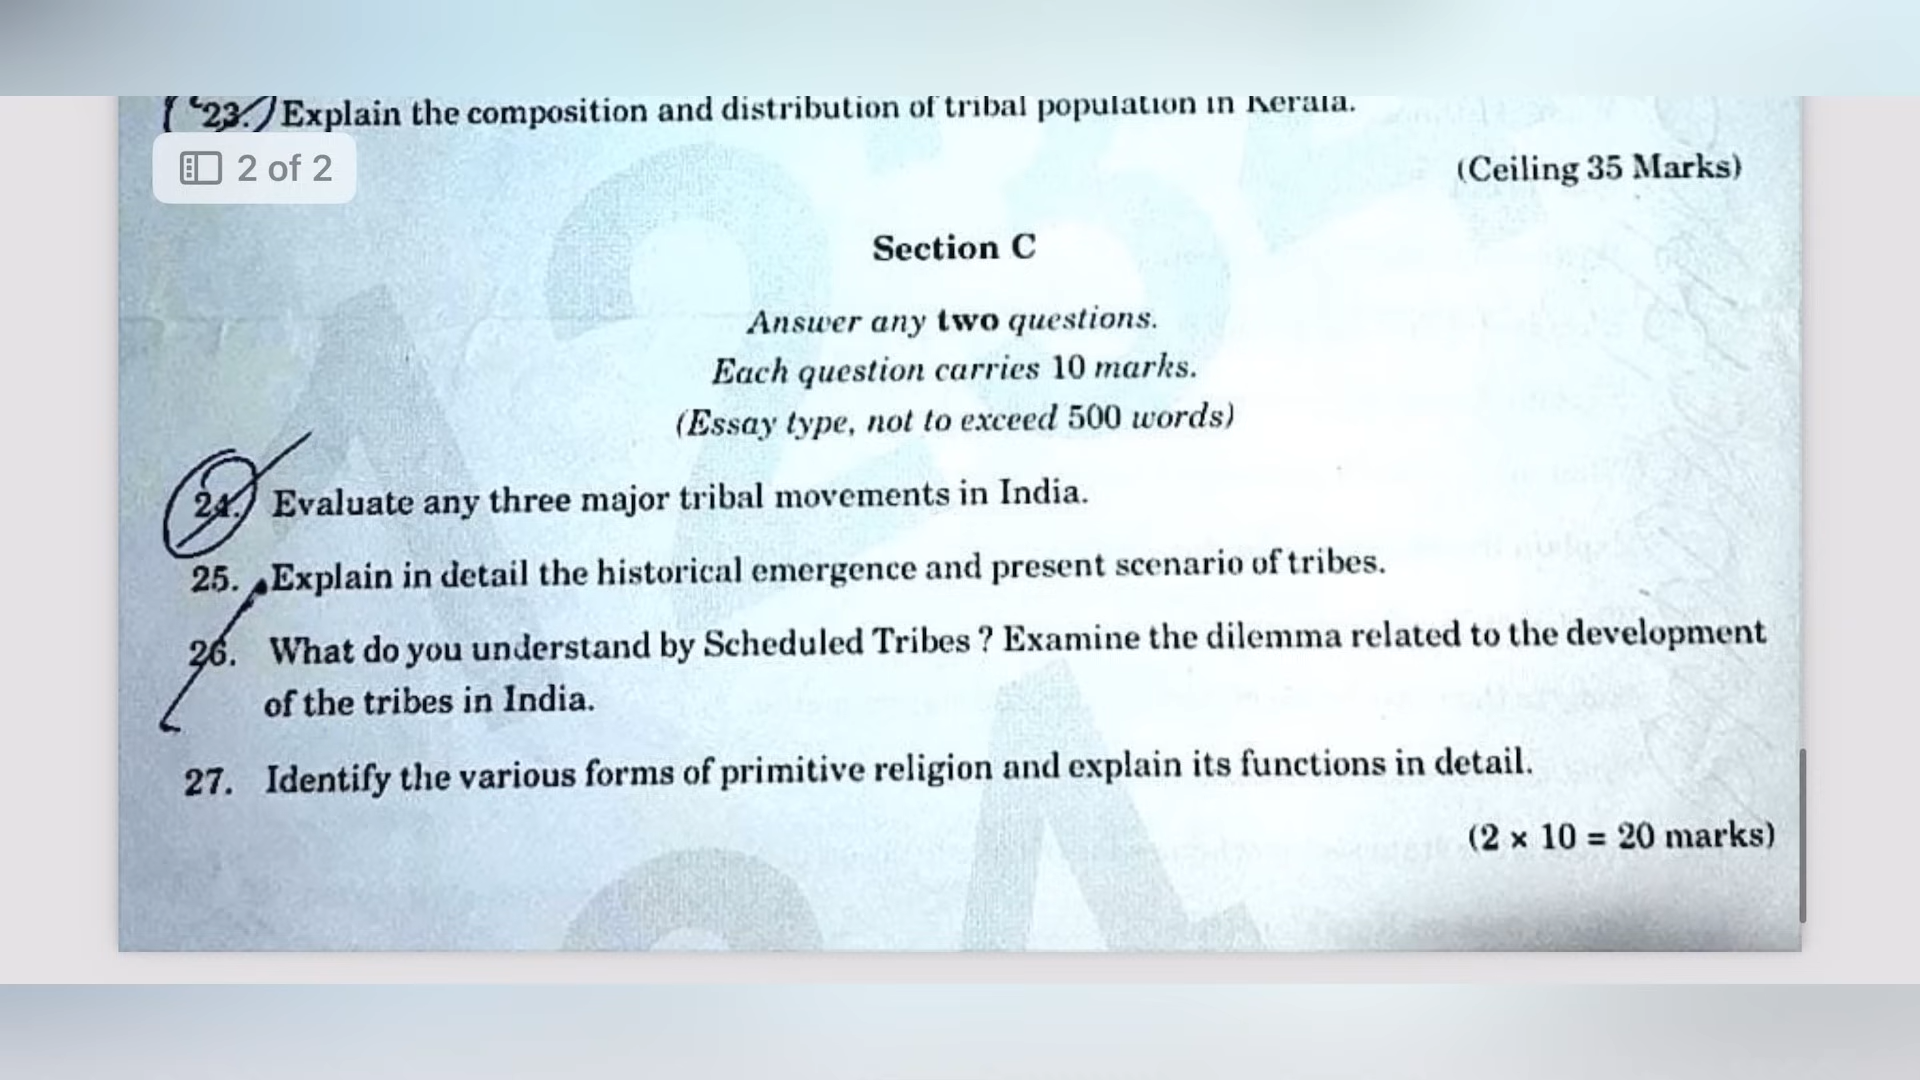 23. Explain the composition and distribution of tribal population in Kerala.
2 of 2
(Ceiling 35 Marks)
Section C
Answer any two questions.
Each question carries 10 marks.
(Essay type, not to exceed 500 words)
24. Evaluate any three major tribal movements in India.
25. Explain in detail the historical emergence and present scenario of tribes.
26. What do you understand by Scheduled Tribes ? Examine the dilemma related to the development
of the tribes in India.
27. Identify the various forms of primitive religion and explain its functions in detail.
(2 × 10 = 20 marks)